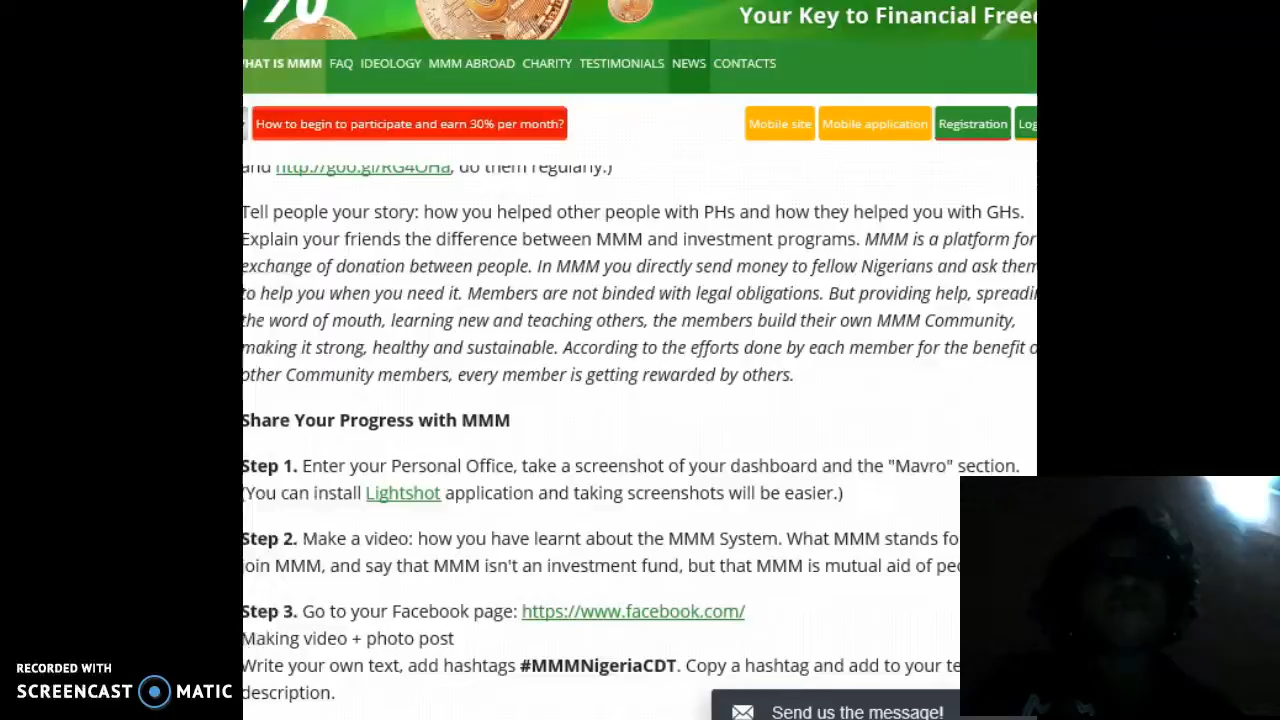 %
Your Key to Financial Freed
HAT IS MMM FAQ IDEOLOGY MMM ABROAD CHARITY TESTIMONIALS NEWS CONTACTS
How to begin to participate and earn 30% per month? Mobile site Mobile application Registration Log
and http://goo.gl/RG4OHa, do them regularly.)
Tell people your story: how you helped other people with PHs and how they helped you with GHs.
Explain your friends the difference between MMM and investment programs. MMM is a platform for
exchange of donation between people. In MMM you directly send money to fellow Nigerians and ask them
to help you when you need it. Members are not binded with legal obligations. But providing help, spreadi
the word of mouth, learning new and teaching others, the members build their own MMM Community,
making it strong, healthy and sustainable. According to the efforts done by each member for the benefit o
other Community members, every member is getting rewarded by others.
Share Your Progress with MMM
Step 1. Enter your Personal Office, take a screenshot of your dashboard and the "Mavro" section.
(You can install Lightshot application and taking screenshots will be easier.)
Step 2. Make a video: how you have learnt about the MMM System. What MMM stands fo
join MMM, and say that MMM isn't an investment fund, but that MMM is mutual aid of pe
Step 3. Go to your Facebook page: https://www.facebook.com/
Making video + photo post
Write your own text, add hashtags #MMMNigeriaCDT. Copy a hashtag and add to your te
description.
Send us the message!
RECORDED WITH
SCREENCAST MATIC